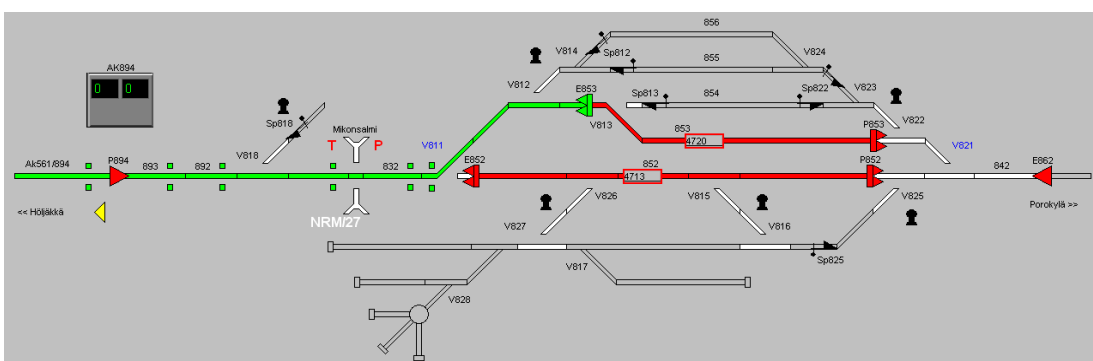 856
V814
Sp812
V824
AK894
855
0 0
V812
E853
Sp813
854
Sp822
V823
Sp818
Mikonsalmi
V813
853
P853
V822
T P
V811
4720
V821
V818
Ak561/894
P894
893
892
832
E852
852
P852
842
E862
4713
<< Höljäkkä
NRM/27
V826
V815
V825
Porokylä >>
V827
V816
Sp825
V817
V828